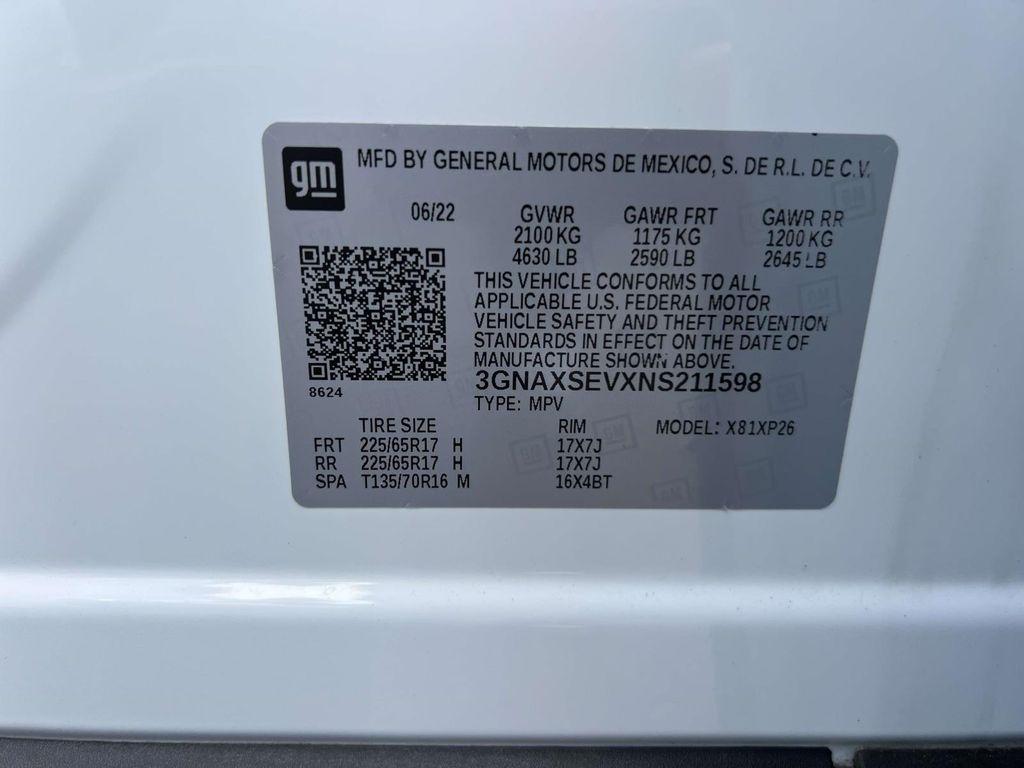 gm
MFD BY GENERAL MOTORS DE MEXICO, S. DE R.L. DE C.V.
06/22 GVWR GAWR FRT GAWR RR
2100 KG 1175 KG 1200 KG
4630 LB 2590 LB 2645 LB
THIS VEHICLE CONFORMS TO ALL
APPLICABLE U.S. FEDERAL MOTOR
VEHICLE SAFETY AND THEFT PREVENTION
STANDARDS IN EFFECT ON THE DATE OF
MANUFACTURE SHOWN ABOVE.
3GNAXSEVXNS211598
8624
TYPE: MPV
TIRE SIZE RIM MODEL: X81XP26
FRT 225/65R17 H 17X7J
RR 225/65R17 H 17X7J
SPA T135/70R16 M 16X4BT